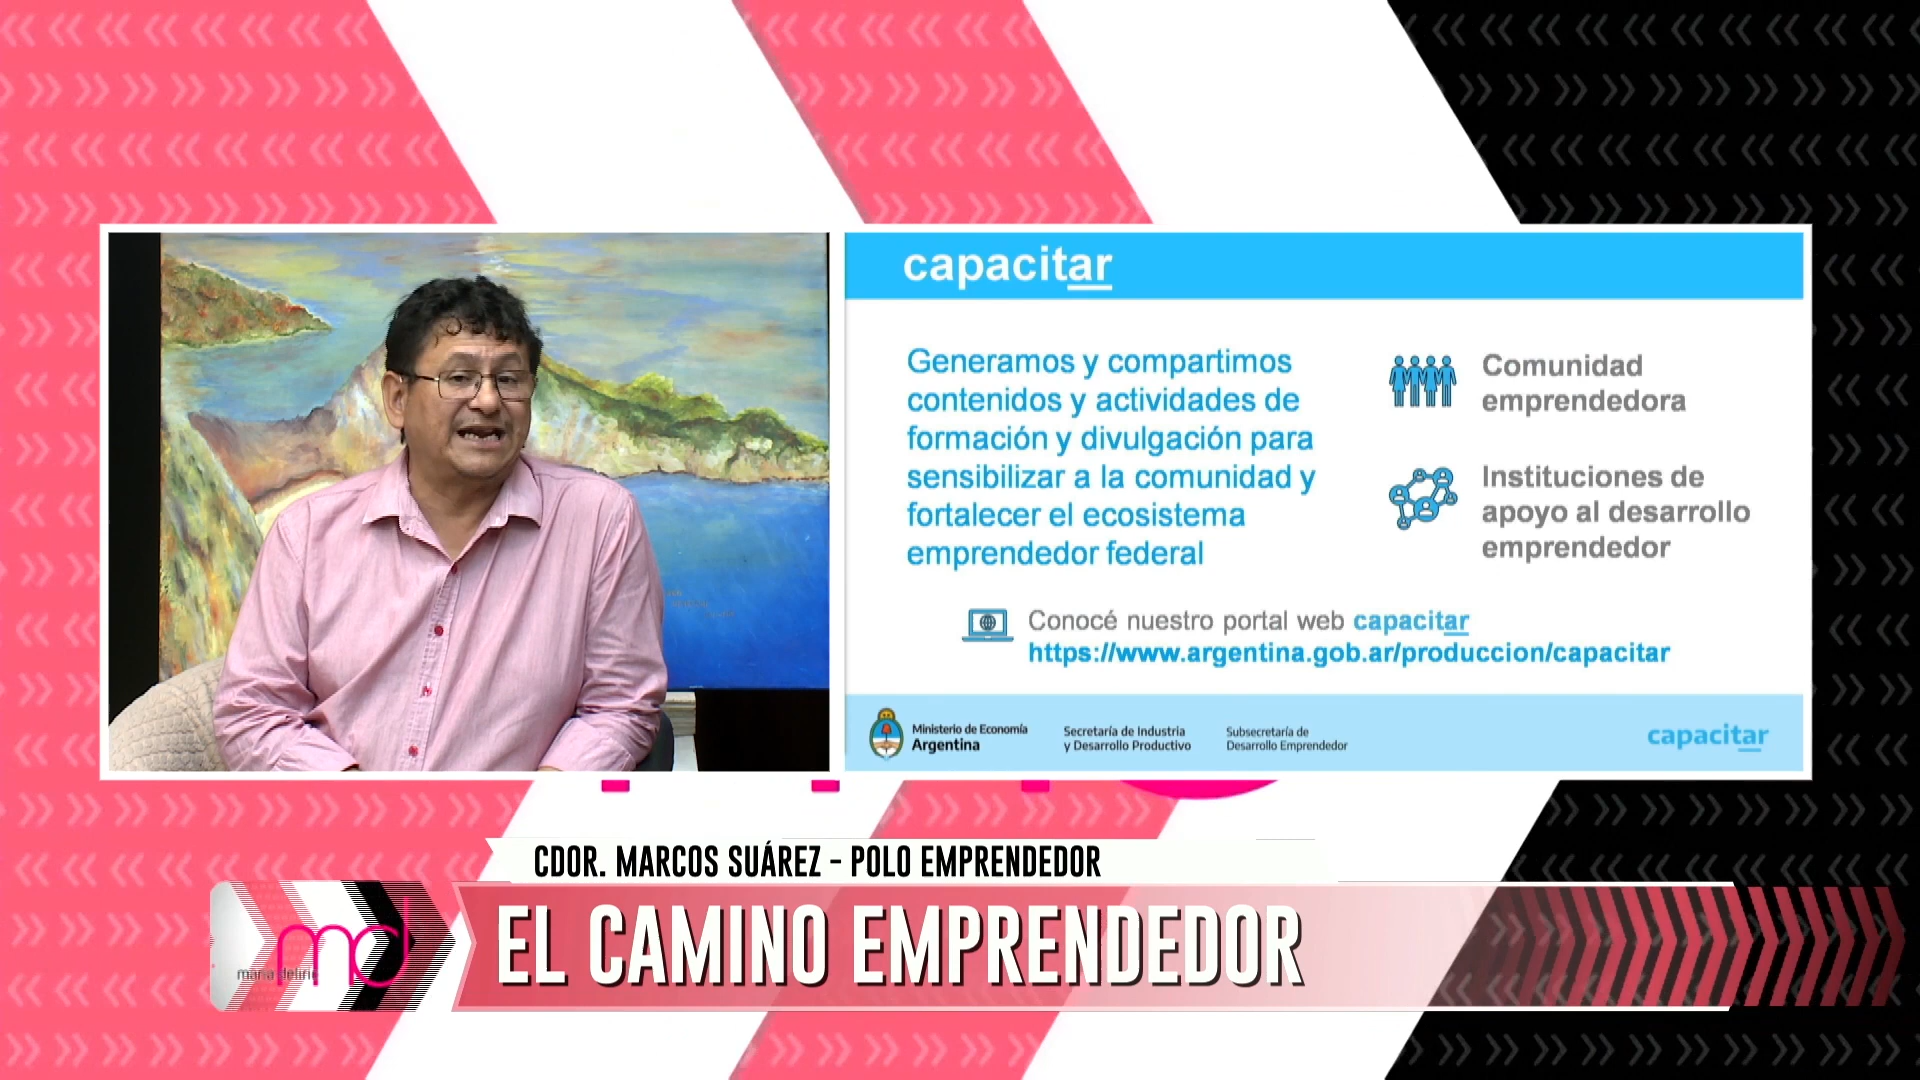 capacitar
Generamos y compartimos
contenidos y actividades de
formación y divulgación para
sensibilizar a la comunidad y
fortalecer el ecosistema
emprendedor federal
Comunidad
emprendedora
Instituciones de
apoyo al desarrollo
emprendedor
Conocé nuestro portal web capacitar
https://www.argentina.gob.ar/produccion/capacitar
Ministerio de Economía
Argentina
Secretaría de Industria
y Desarrollo Productivo
Subsecretaría de
Desarrollo Emprendedor
capacitar
CDOR. MARCOS SUÁREZ - POLO EMPRENDEDOR
EL CAMINO EMPRENDEDOR
md